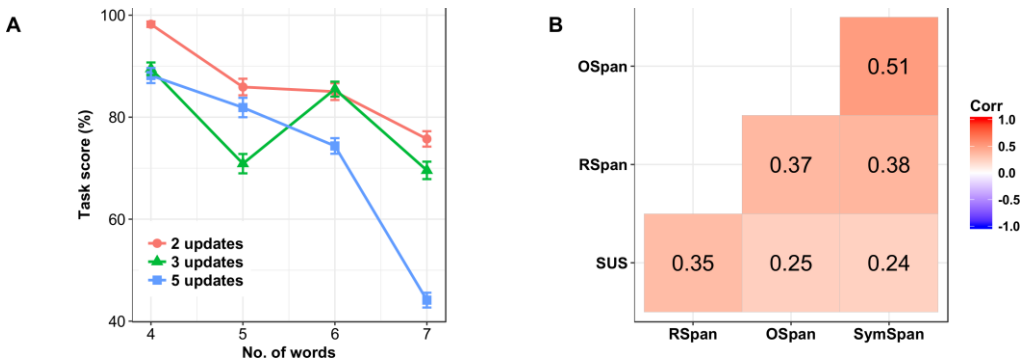 A
Task score (%)
100
80
60
40
2 updates
3 updates
5 updates
4 5 6 7
No. of words
B
OSpan
RSpan
SUS
0.51
0.37 0.38
0.35 0.25 0.24
RSpan OSpan SymSpan
Corr
1.0
0.5
0.0
-0.5
-1.0